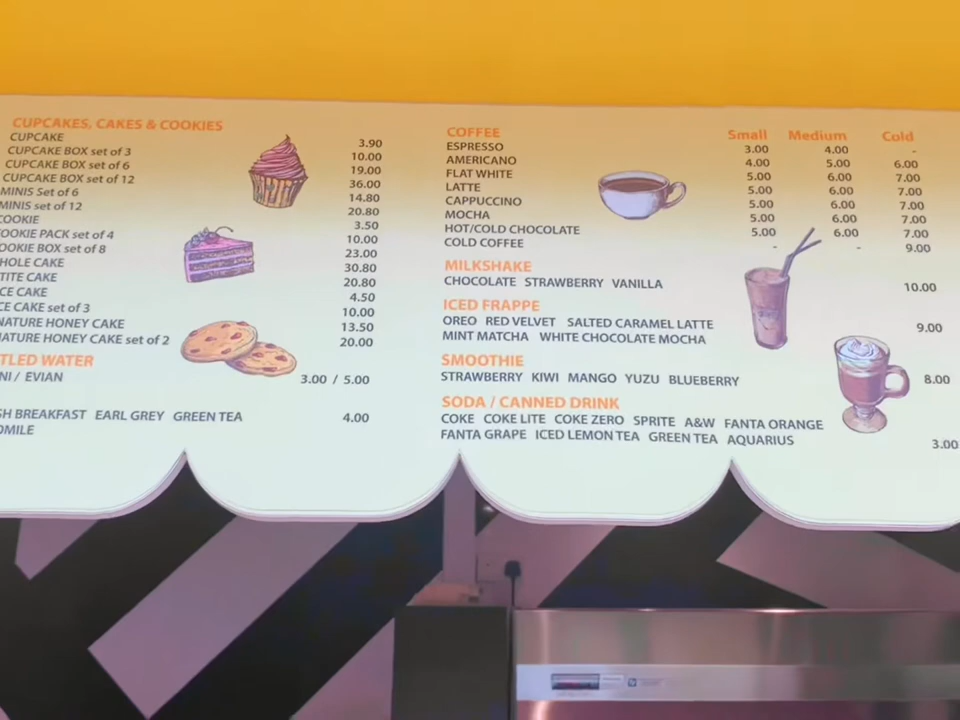 CUPCAKES, CAKES & COOKIES
CUPCAKE 3.90
CUPCAKE BOX set of 3 10.00
CUPCAKE BOX set of 6 19.00
CUPCAKE BOX set of 12 36.00
MINIS Set of 6 14.80
MINIS set of 12 20.80
COOKIE 3.50
OOKIE PACK set of 4 10.00
OOKIE BOX set of 8 23.00
HOLE CAKE 30.80
TITE CAKE 20.80
CE CAKE 4.50
CE CAKE set of 3 10.00
NATURE HONEY CAKE 13.50
NATURE HONEY CAKE set of 2 20.00
TLED WATER
NI / EVIAN 3.00 / 5.00
SH BREAKFAST EARL GREY GREEN TEA 4.00
OMILE
COFFEE Small Medium Cold
ESPRESSO 3.00 4.00 -
AMERICANO 4.00 5.00 6.00
FLAT WHITE 5.00 6.00 7.00
LATTE 5.00 6.00 7.00
CAPPUCCINO 5.00 6.00 7.00
MOCHA 5.00 6.00 7.00
HOT/COLD CHOCOLATE 5.00 6.00 7.00
COLD COFFEE - - 9.00
MILKSHAKE
CHOCOLATE STRAWBERRY VANILLA 10.00
ICED FRAPPE
OREO RED VELVET SALTED CARAMEL LATTE 9.00
MINT MATCHA WHITE CHOCOLATE MOCHA
SMOOTHIE
STRAWBERRY KIWI MANGO YUZU BLUEBERRY 8.00
SODA / CANNED DRINK
COKE COKE LITE COKE ZERO SPRITE A&W FANTA ORANGE
FANTA GRAPE ICED LEMON TEA GREEN TEA AQUARIUS 3.00